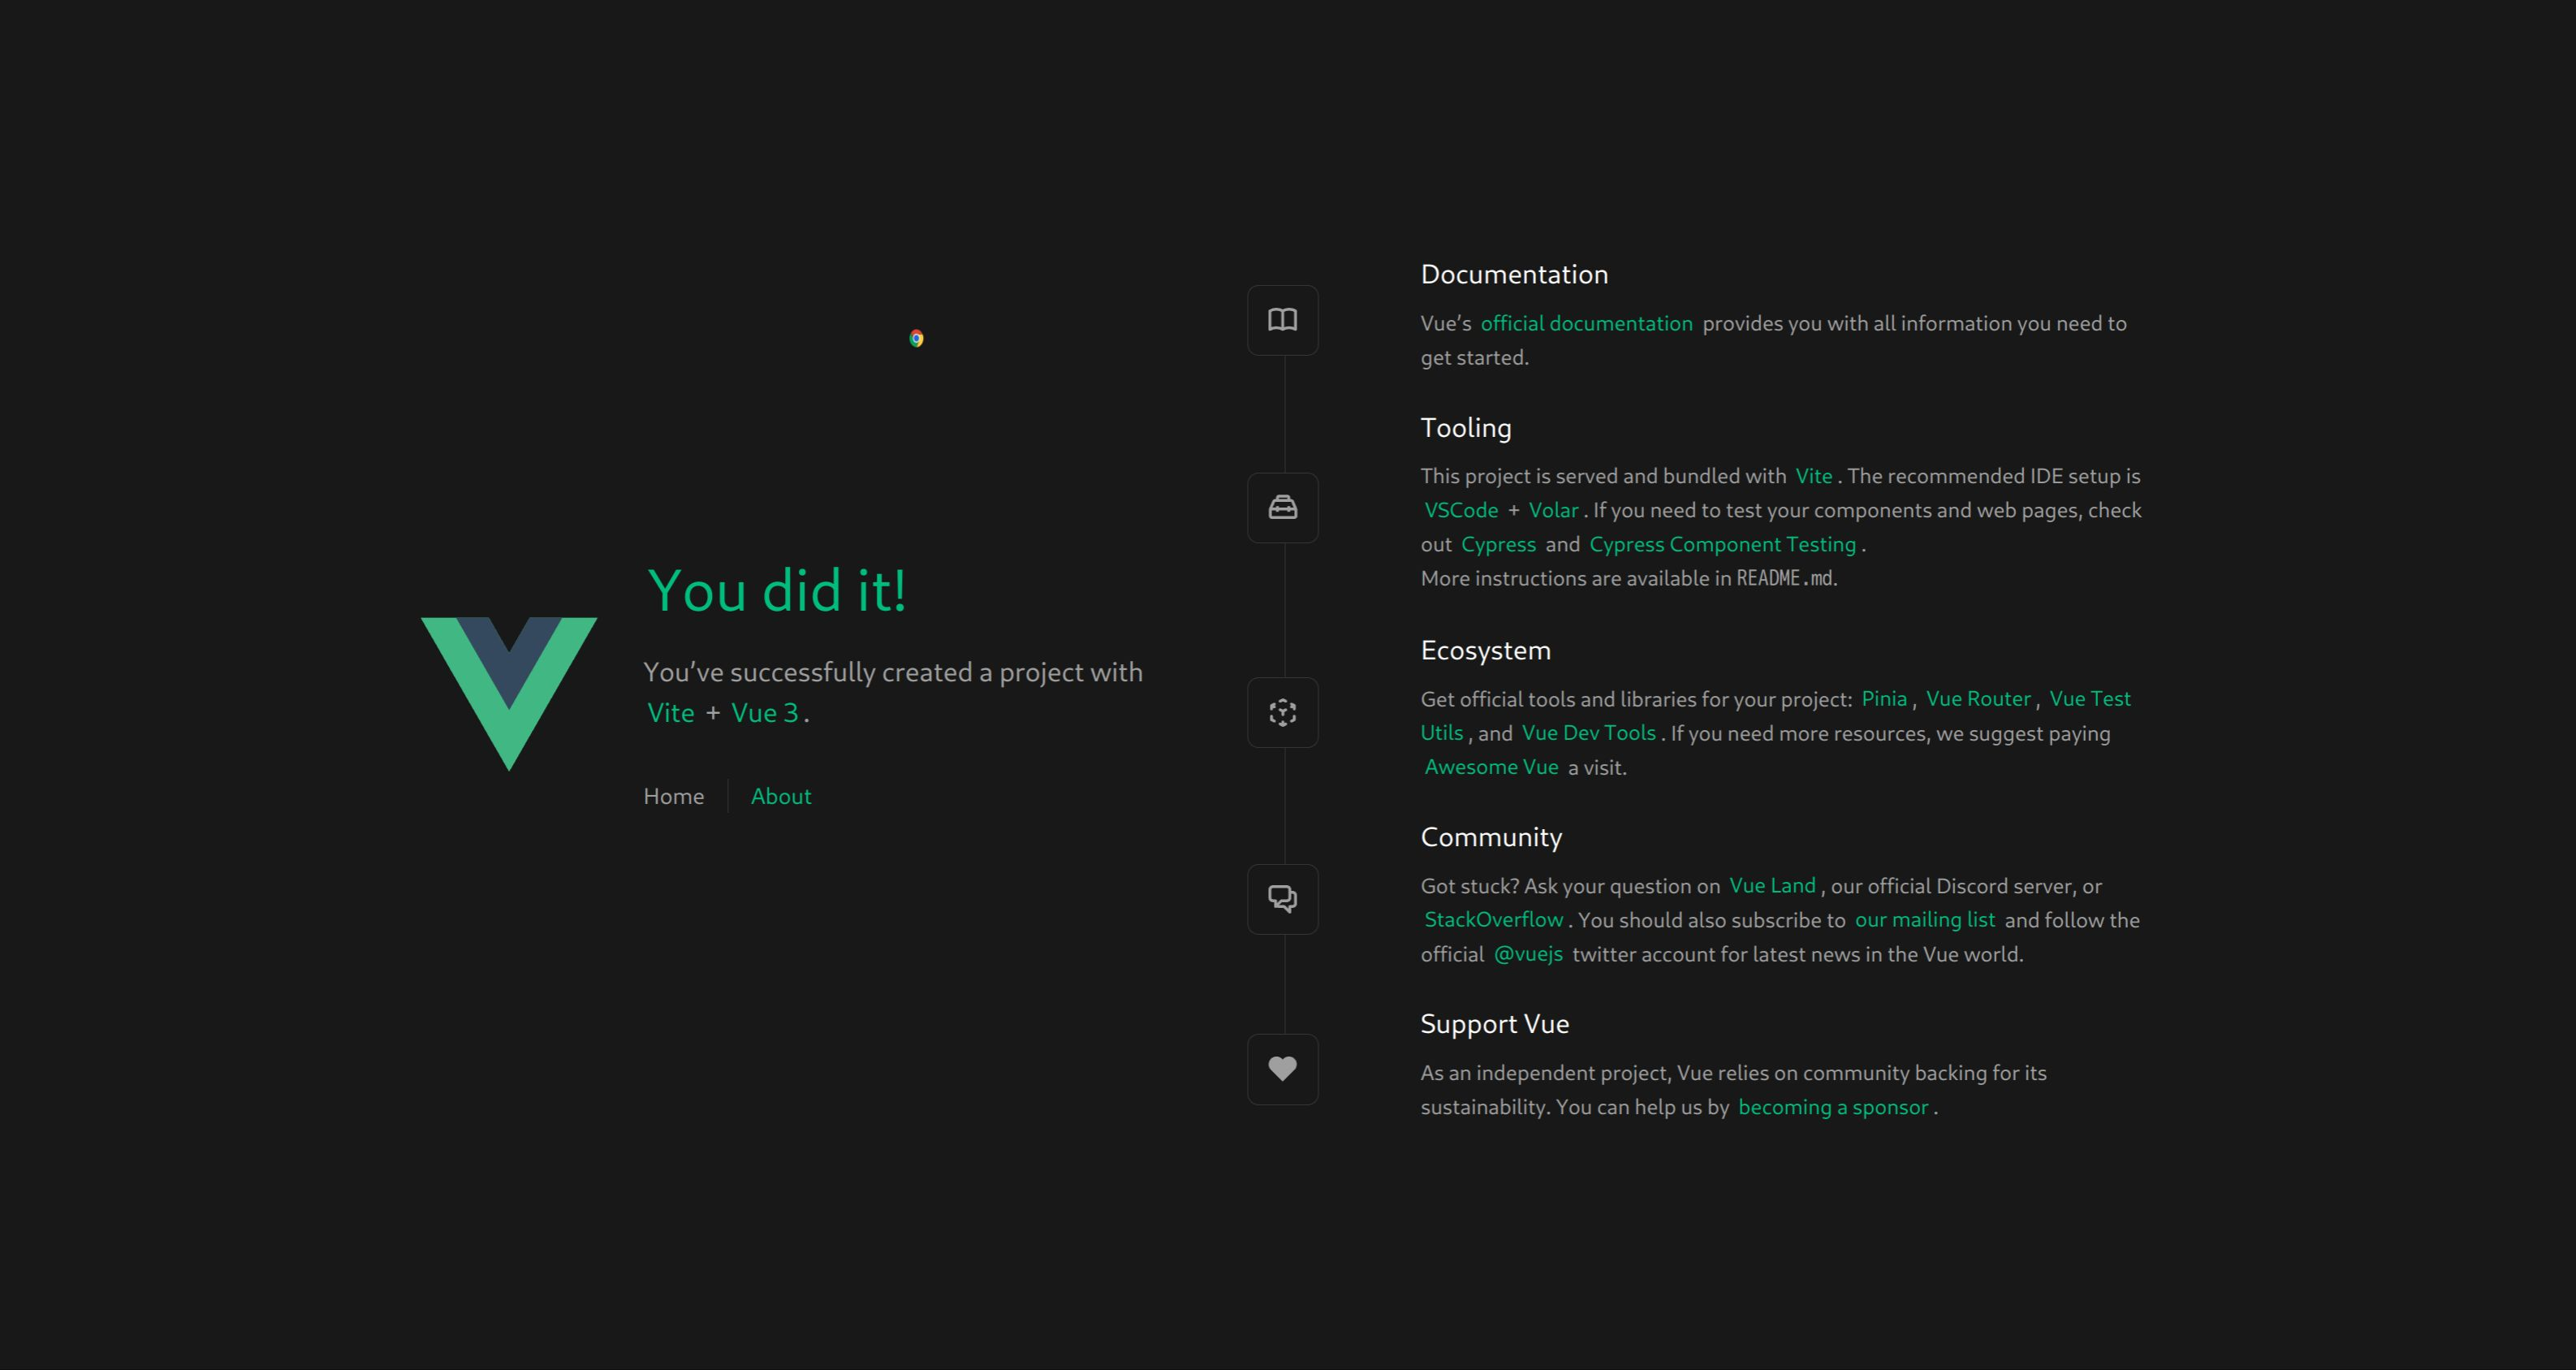 You did it!
You’ve successfully created a project with
Vite + Vue 3.
Home About
Documentation
Vue’s official documentation provides you with all information you need to
get started.
Tooling
This project is served and bundled with Vite. The recommended IDE setup is
VSCode + Volar. If you need to test your components and web pages, check
out Cypress and Cypress Component Testing.
More instructions are available in README.md.
Ecosystem
Get official tools and libraries for your project: Pinia, Vue Router, Vue Test
Utils, and Vue Dev Tools. If you need more resources, we suggest paying
Awesome Vue a visit.
Community
Got stuck? Ask your question on Vue Land, our official Discord server, or
StackOverflow. You should also subscribe to our mailing list and follow the
official @vuejs twitter account for latest news in the Vue world.
Support Vue
As an independent project, Vue relies on community backing for its
sustainability. You can help us by becoming a sponsor.